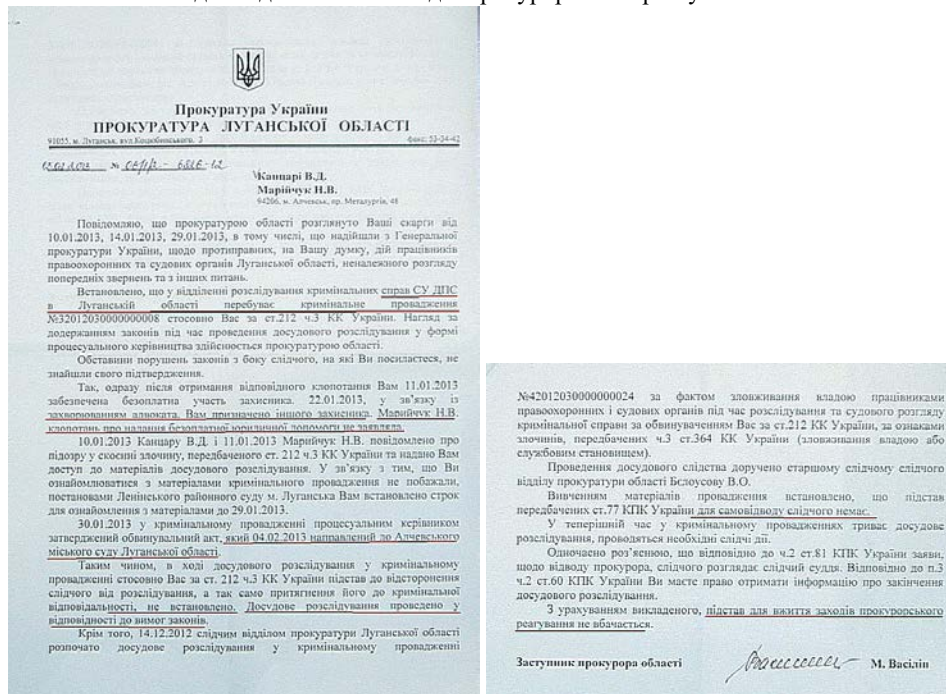 Прокуратура України
ПРОКУРАТУРА ЛУГАНСЬКОЇ ОБЛАСТІ
91055, м. Луганськ, вул.Коцюбинського, 3 факс: 53-24-42
№
Канцарі В.Д.
Марійчук Н.В.
94206, м. Алчевськ, пр. Металургів, 48
Повідомляю, що прокуратурою області розглянуто Ваші скарги від
10.01.2013, 14.01.2013, 29.01.2013, в тому числі, що надійшли з Генеральної
прокуратури України, щодо протиправних, на Вашу думку, дій працівників
правоохоронних та судових органів Луганської області, неналежного розгляду
попередніх звернень та з інших питань.
Встановлено, що у відділенні розслідування кримінальних справ СУ ДПС
в Луганській області перебуває кримінальне провадження
№32012030000000008 стосовно Вас за ст.212 ч.3 КК України. Нагляд за
додержанням законів під час проведення досудового розслідування у формі
процесуального керівництва здійснюється прокуратурою області.
Обставини порушень законів з боку слідчого, на які Ви посилаєтеся, не
знайшли свого підтвердження.
Так, одразу після отримання відповідного клопотання Вам 11.01.2013
забезпечена безоплатна участь захисника. 22.01.2013, у зв'язку із
захворюванням адвоката, Вам призначено іншого захисника. Марийчук Н.В.
клопотань про надання безоплатної юридичної допомоги не заявляла.
10.01.2013 Канцару В.Д. і 11.01.2013 Марийчук Н.В. повідомлено про
підозру у скоєнні злочину, передбаченого ст. 212 ч.3 КК України та надано Вам
доступ до матеріалів досудового розслідування. У зв'язку з тим, що Ви
ознайомлюватися з матеріалами кримінального провадження не побажали,
постановами Ленінського районного суду м. Луганська Вам встановлено строк
для ознайомлення з матеріалами до 29.01.2013.
30.01.2013 у кримінальному провадженні процесуальним керівником
затверджений обвинувальний акт, який 04.02.2013 направлений до Алчевського
міського суду Луганської області.
Таким чином, в ході досудового розслідування у кримінальному
провадженні стосовно Вас за ст. 212 ч.3 КК України підстав до відсторонення
слідчого від розслідування, а так само притягнення його до кримінальної
відповідальності, не встановлено. Досудове розслідування проведено у
відповідності до вимог законів.
Крім того, 14.12.2012 слідчим відділом прокуратури Луганської області
розпочато досудове розслідування у кримінальному провадженні
№42012030000000024 за фактом зловживання владою працівниками
правоохоронних і судових органів під час розслідування та судового розгляду
кримінальної справи за обвинуваченням Вас за ст.212 КК України, за ознаками
злочинів, передбачених ч.3 ст.364 КК України (зловживання владою або
службовим становищем).
Проведення досудового слідства доручено старшому слідчому слідчого
відділу прокуратури області Бєлоусову В.О.
Вивченням матеріалів провадження встановлено, що підстав
передбачених ст.77 КПК України для самовідводу слідчого немає.
У теперішній час у кримінальному провадженнях триває досудове
розслідування, проводяться необхідні слідчі дії.
Одночасно роз'яснюю, що відповідно до ч.2 ст.81 КПК України заяви,
щодо відводу прокурора, слідчого розглядає слідчий суддя. Відповідно до п.3
ч.2 ст.60 КПК України Ви маєте право отримати інформацію про закінчення
досудового розслідування.
З урахуванням викладеного, підстав для вжиття заходів прокурорського
реагування не вбачається.
Заступник прокурора області М. Васілін